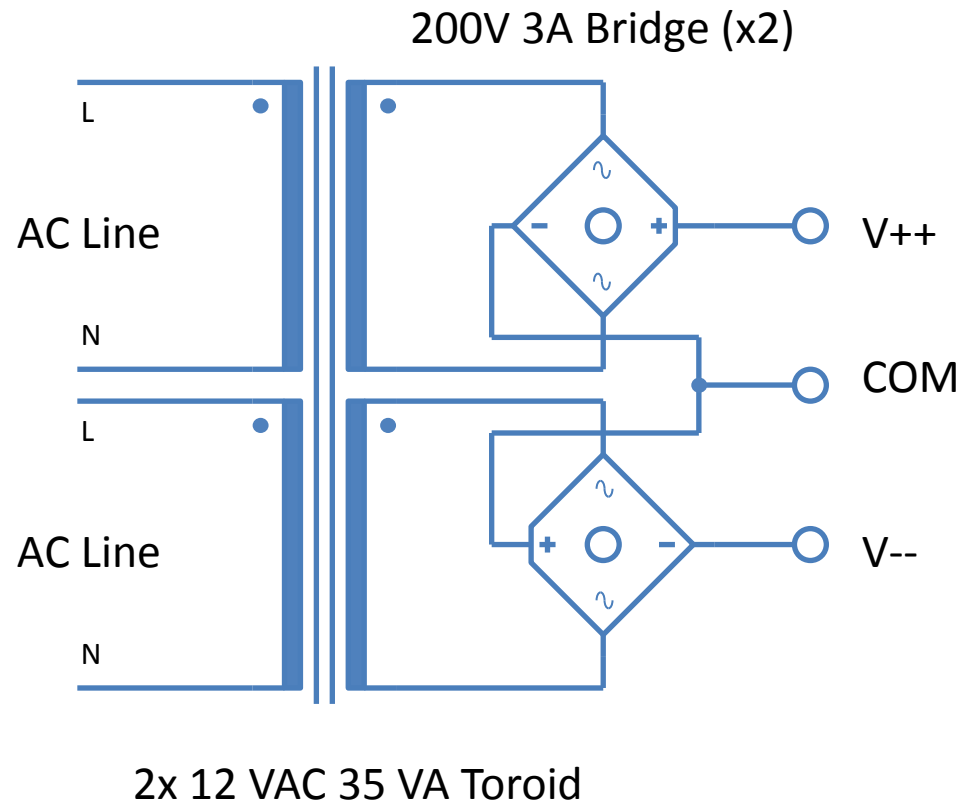 200V 3A Bridge (x2)
L
AC Line
N
∿
- +
∿
V++
COM
L
AC Line
N
∿
+ -
∿
V--
2x 12 VAC 35 VA Toroid